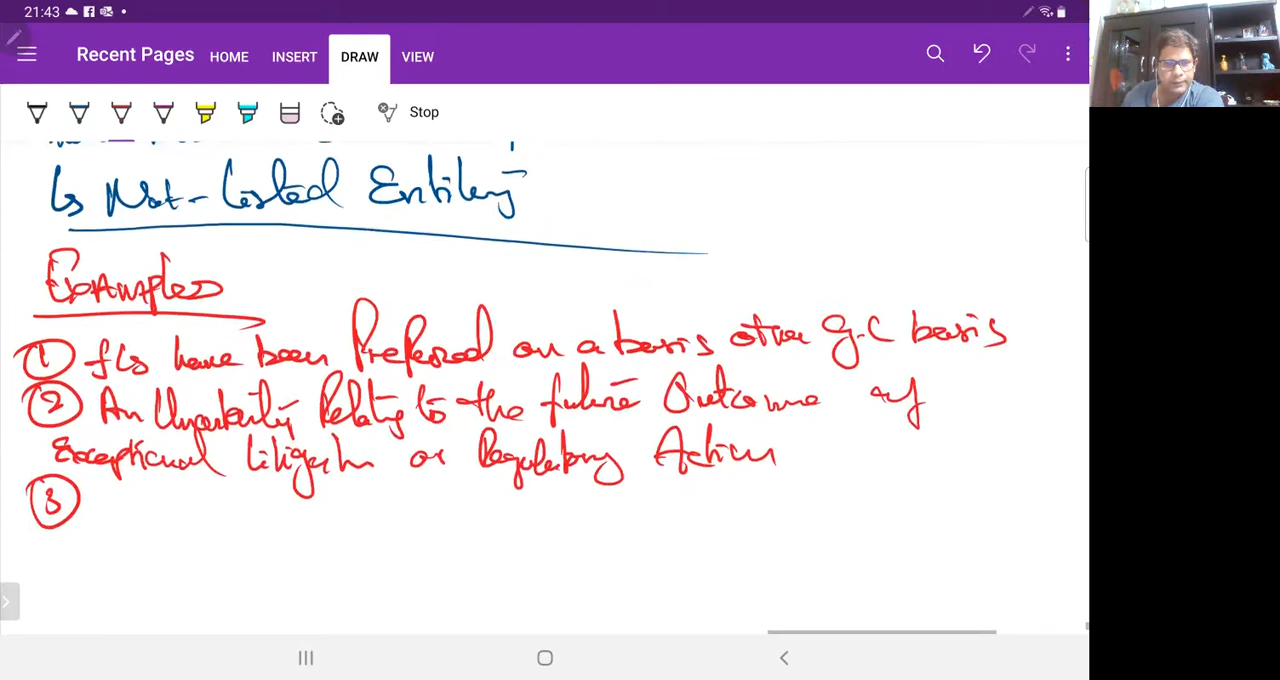 21:43
Recent Pages HOME INSERT DRAW VIEW
Stop
Not-Listed Entity
Examples
① f/s have been Prepared on a basis other G.C basis
② An Uncertainty Relating to the future Outcome of
Exceptional Litigation or Regulatory Action
③